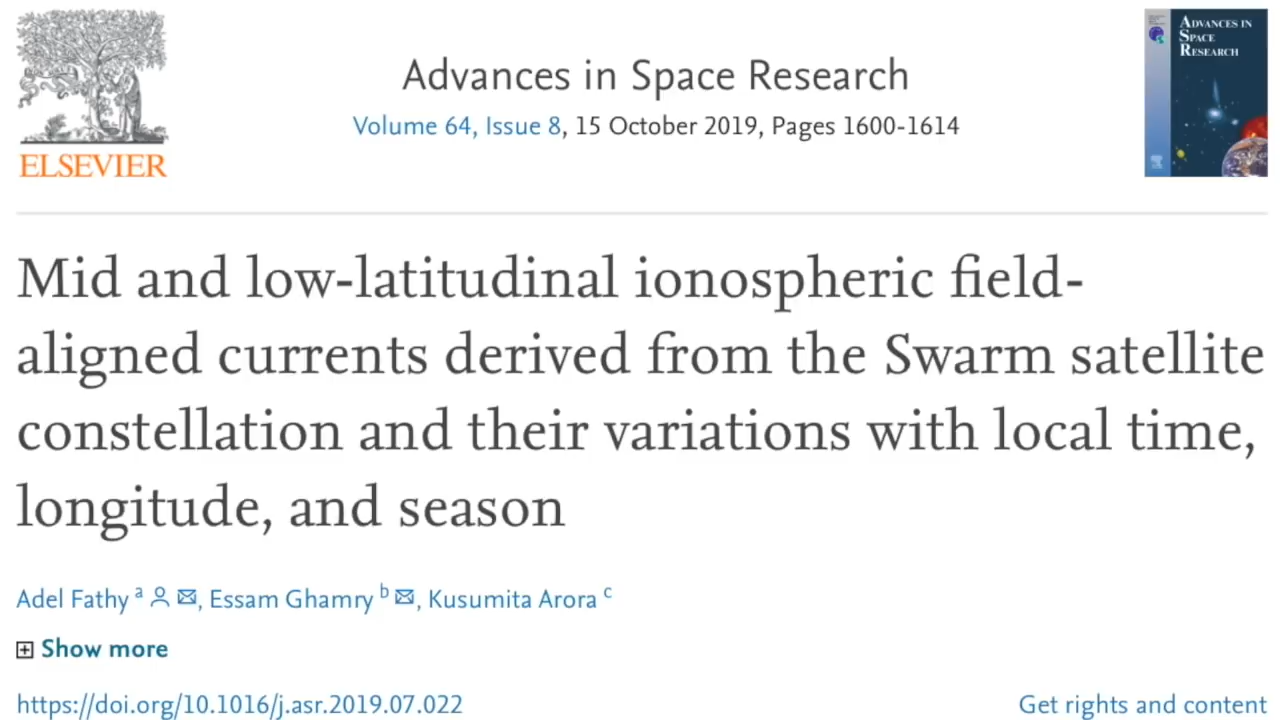 ELSEVIER
Advances in Space Research
Volume 64, Issue 8, 15 October 2019, Pages 1600-1614
ADVANCES IN
SPACE
RESEARCH
Mid and low-latitudinal ionospheric field-
aligned currents derived from the Swarm satellite
constellation and their variations with local time,
longitude, and season
Adel Fathy a, Essam Ghamry b, Kusumita Arora c
Show more
https://doi.org/10.1016/j.asr.2019.07.022
Get rights and content